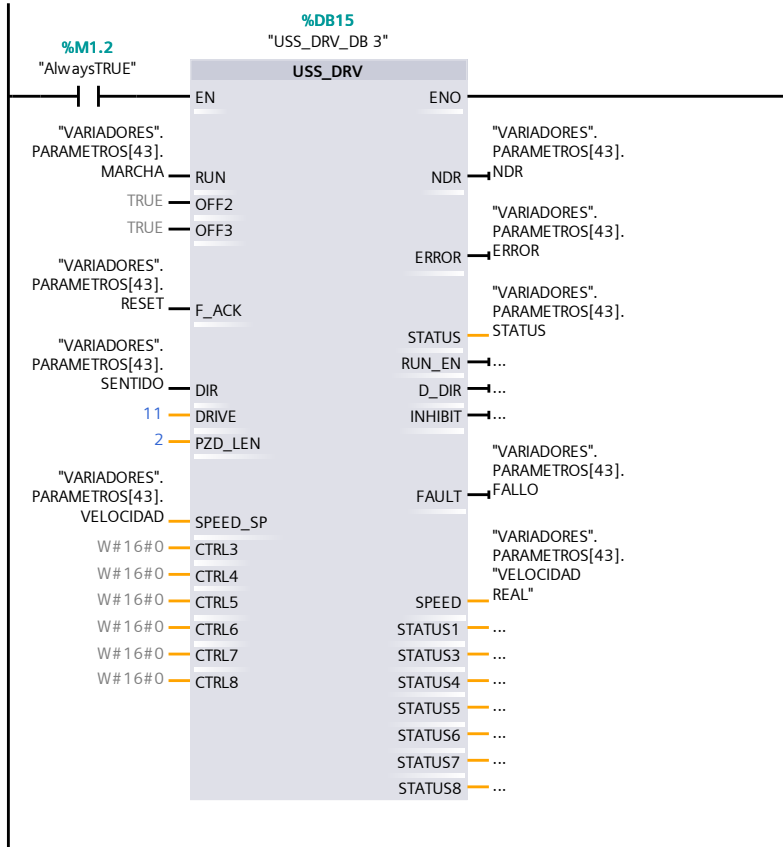 %DB15
"USS_DRV_DB 3"
%M1.2
"AlwaysTRUE"
USS_DRV
EN
ENO
"VARIADORES".
PARAMETROS[43].
MARCHA
RUN
NDR
"VARIADORES".
PARAMETROS[43].
NDR
TRUE
OFF2
TRUE
OFF3
ERROR
"VARIADORES".
PARAMETROS[43].
ERROR
"VARIADORES".
PARAMETROS[43].
RESET
F_ACK
STATUS
"VARIADORES".
PARAMETROS[43].
STATUS
RUN_EN
...
"VARIADORES".
PARAMETROS[43].
SENTIDO
DIR
D_DIR
...
11
DRIVE
INHIBIT
...
2
PZD_LEN
"VARIADORES".
PARAMETROS[43].
VELOCIDAD
SPEED_SP
FAULT
"VARIADORES".
PARAMETROS[43].
FALLO
W#16#0
CTRL3
W#16#0
CTRL4
W#16#0
CTRL5
SPEED
"VARIADORES".
PARAMETROS[43].
"VELOCIDAD
REAL"
W#16#0
CTRL6
STATUS1
...
W#16#0
CTRL7
STATUS3
...
W#16#0
CTRL8
STATUS4
...
STATUS5
...
STATUS6
...
STATUS7
...
STATUS8
...